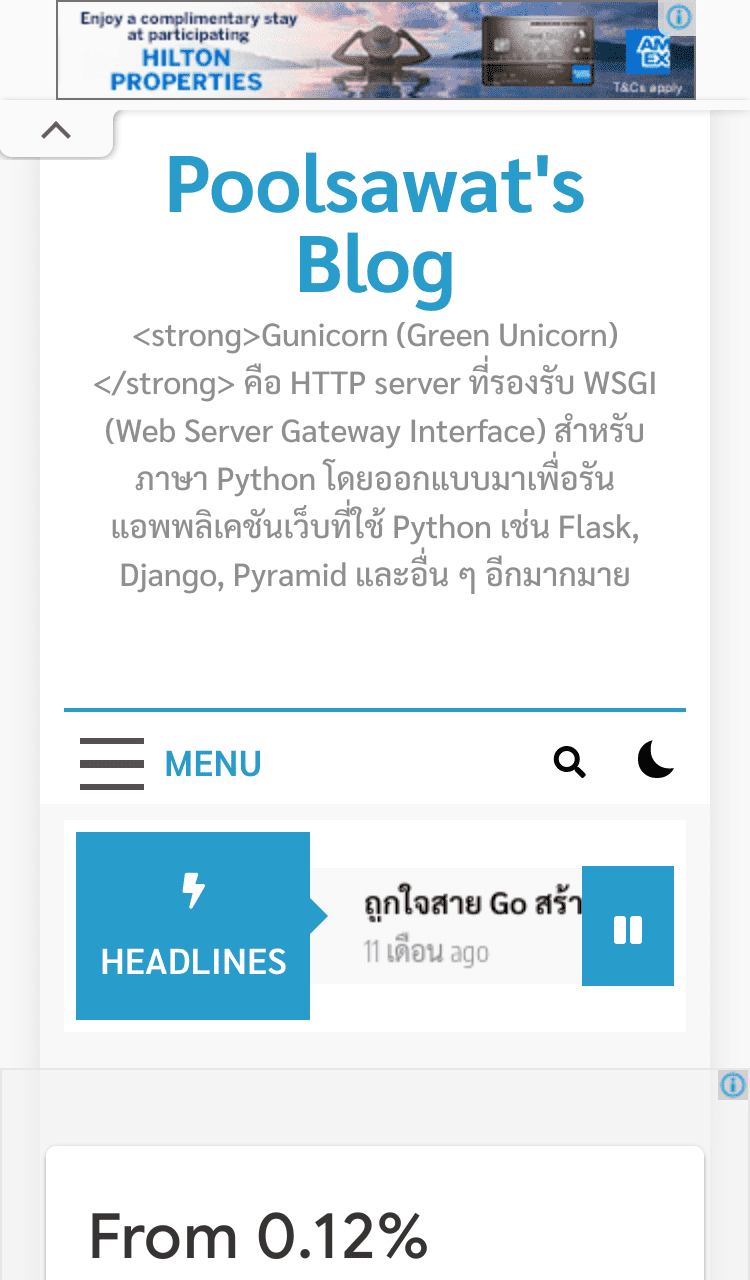 Enjoy a complimentary stay
at participating
HILTON
PROPERTIES
AMERICAN EXPRESS
AM
EX
T&Cs apply.
Poolsawat's
Blog
<strong>Gunicorn (Green Unicorn)
</strong> คือ HTTP server ที่รองรับ WSGI
(Web Server Gateway Interface) สำหรับ
ภาษา Python โดยออกแบบมาเพื่อรัน
แอพพลิเคชันเว็บที่ใช้ Python เช่น Flask,
Django, Pyramid และอื่น ๆ อีกมากมาย
MENU
HEADLINES
ถูกใจสาย Go สร้า
11 เดือน ago
From 0.12%